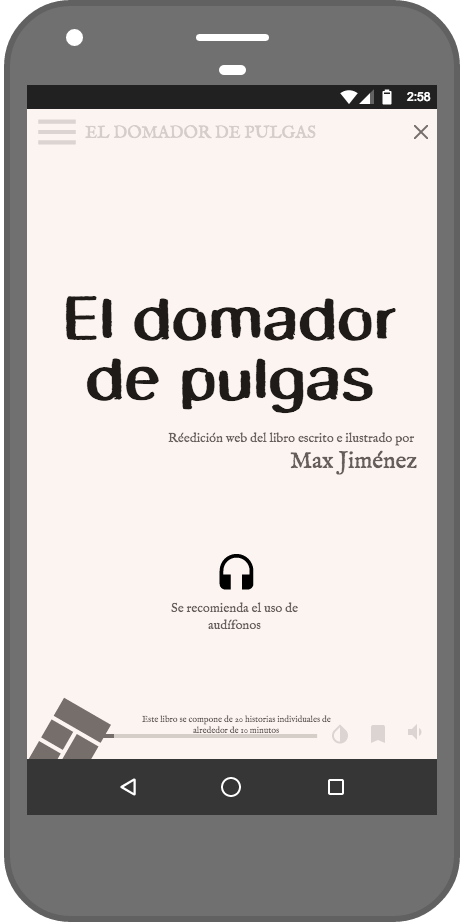 2:58
EL DOMADOR DE PULGAS
El domador
de pulgas
Réedición web del libro escrito e ilustrado por
Max Jiménez
Se recomienda el uso de
audífonos
Este libro se compone de 20 historias individuales de
alrededor de 10 minutos